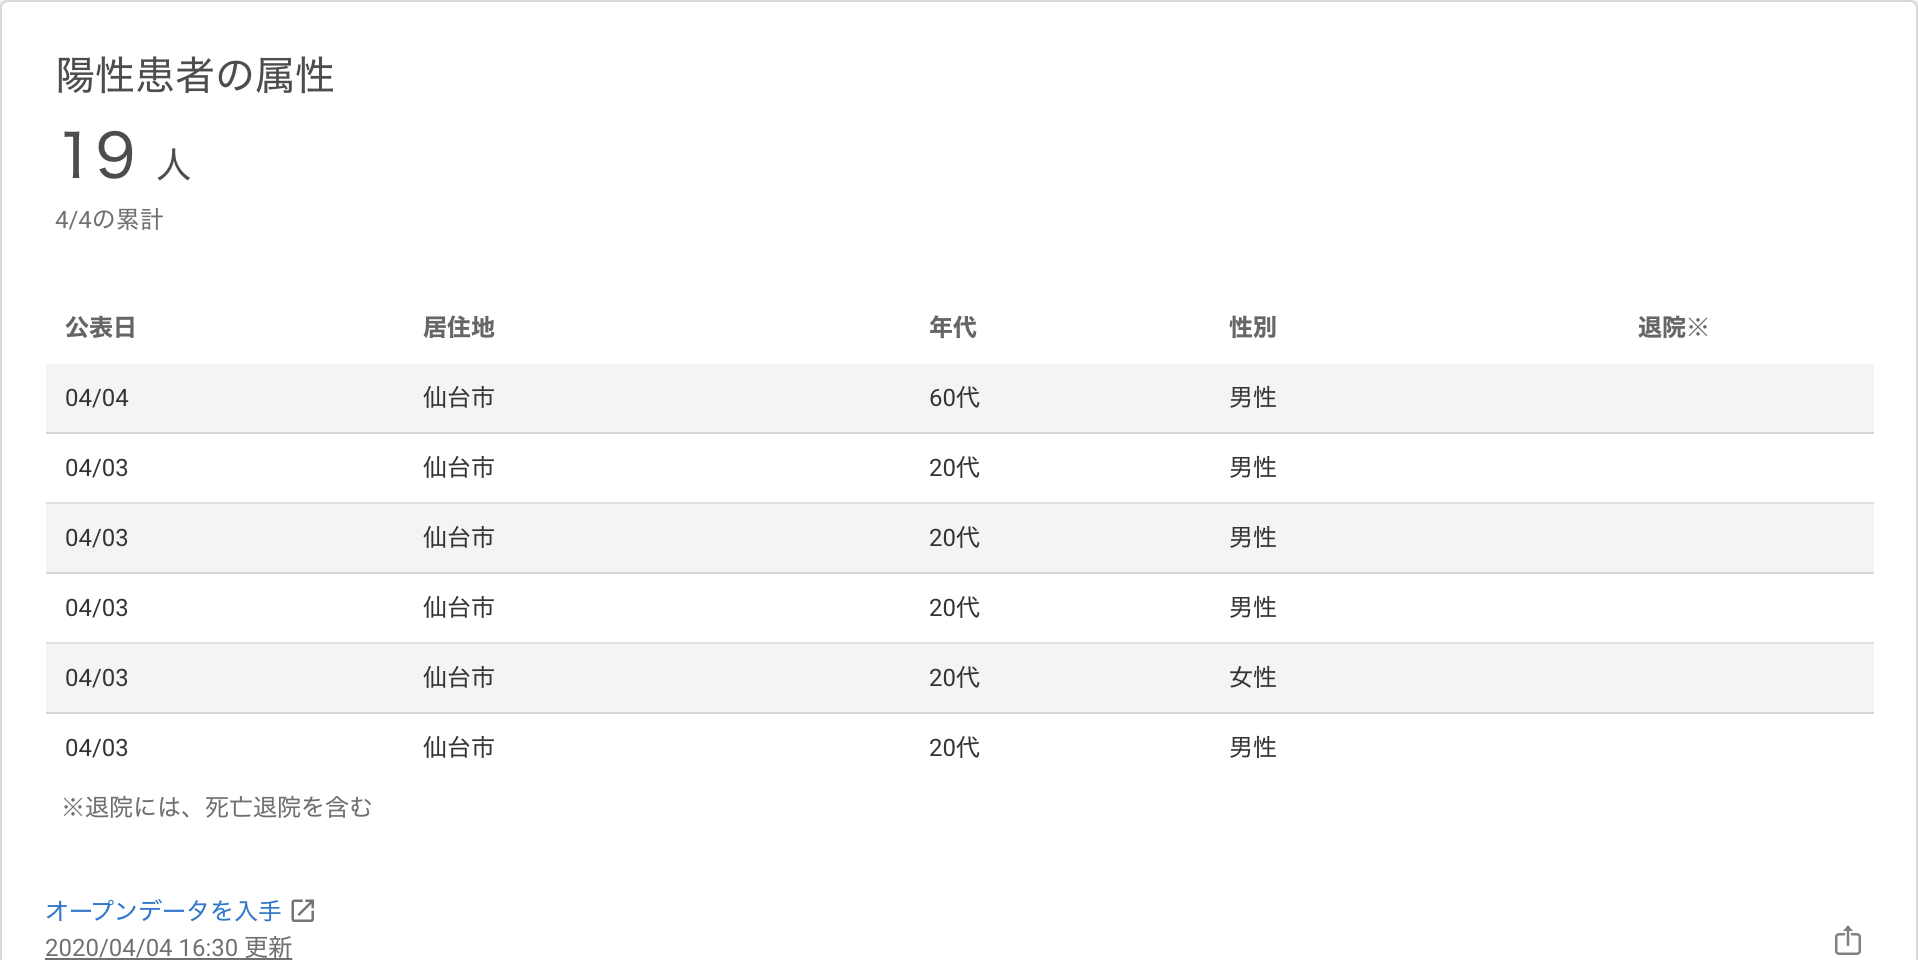 陽性患者の属性
19 人
4/4の累計
公表日 居住地 年代 性別 退院※
04/04 仙台市 60代 男性
04/03 仙台市 20代 男性
04/03 仙台市 20代 男性
04/03 仙台市 20代 男性
04/03 仙台市 20代 女性
04/03 仙台市 20代 男性
※退院には、死亡退院を含む
オープンデータを入手
2020/04/04 16:30 更新